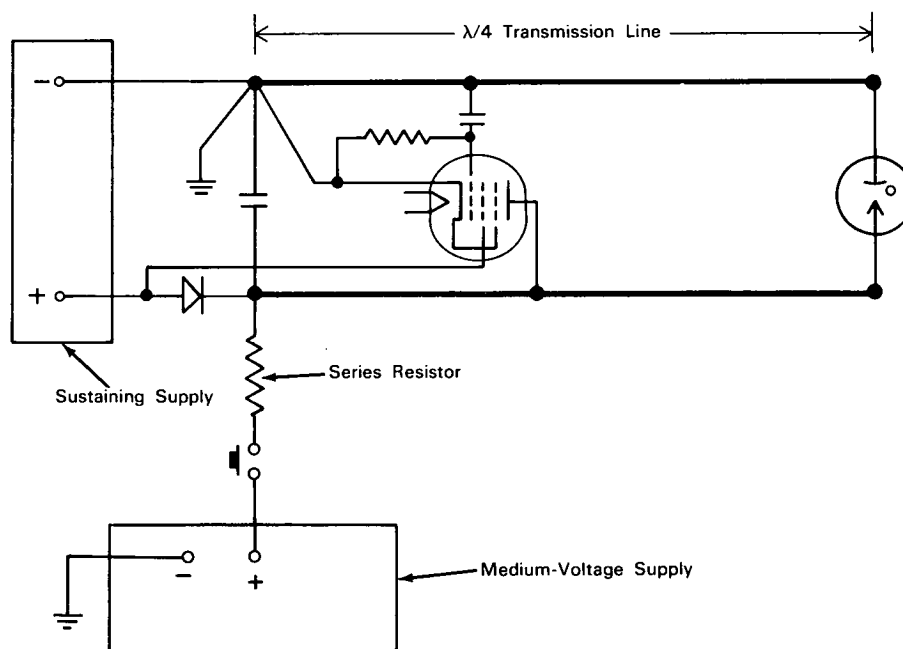 λ/4 Transmission Line
-
+
Series Resistor
Sustaining Supply
Medium-Voltage Supply
-
+